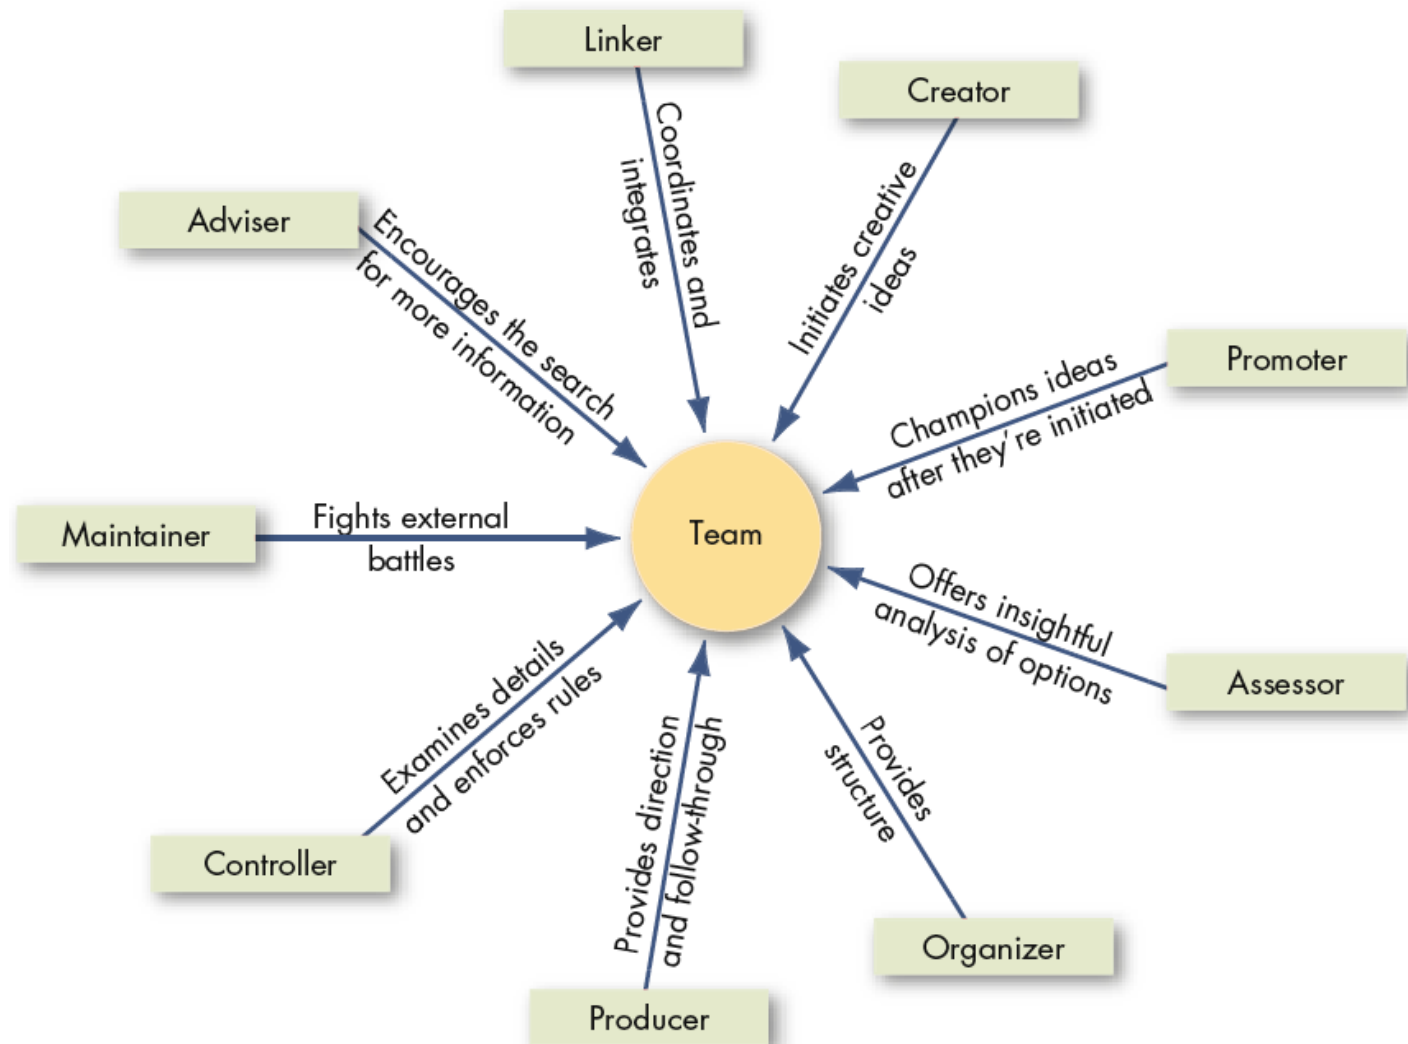 Linker
Coordinates and
integrates
Creator
Initiates creative
ideas
Promoter
Champions ideas
after they're initiated
Assessor
Offers insightful
analysis of options
Organizer
Provides
structure
Producer
Provides direction
and follow-through
Controller
Examines details
and enforces rules
Maintainer
Fights external
battles
Adviser
Encourages the search
for more information
Team